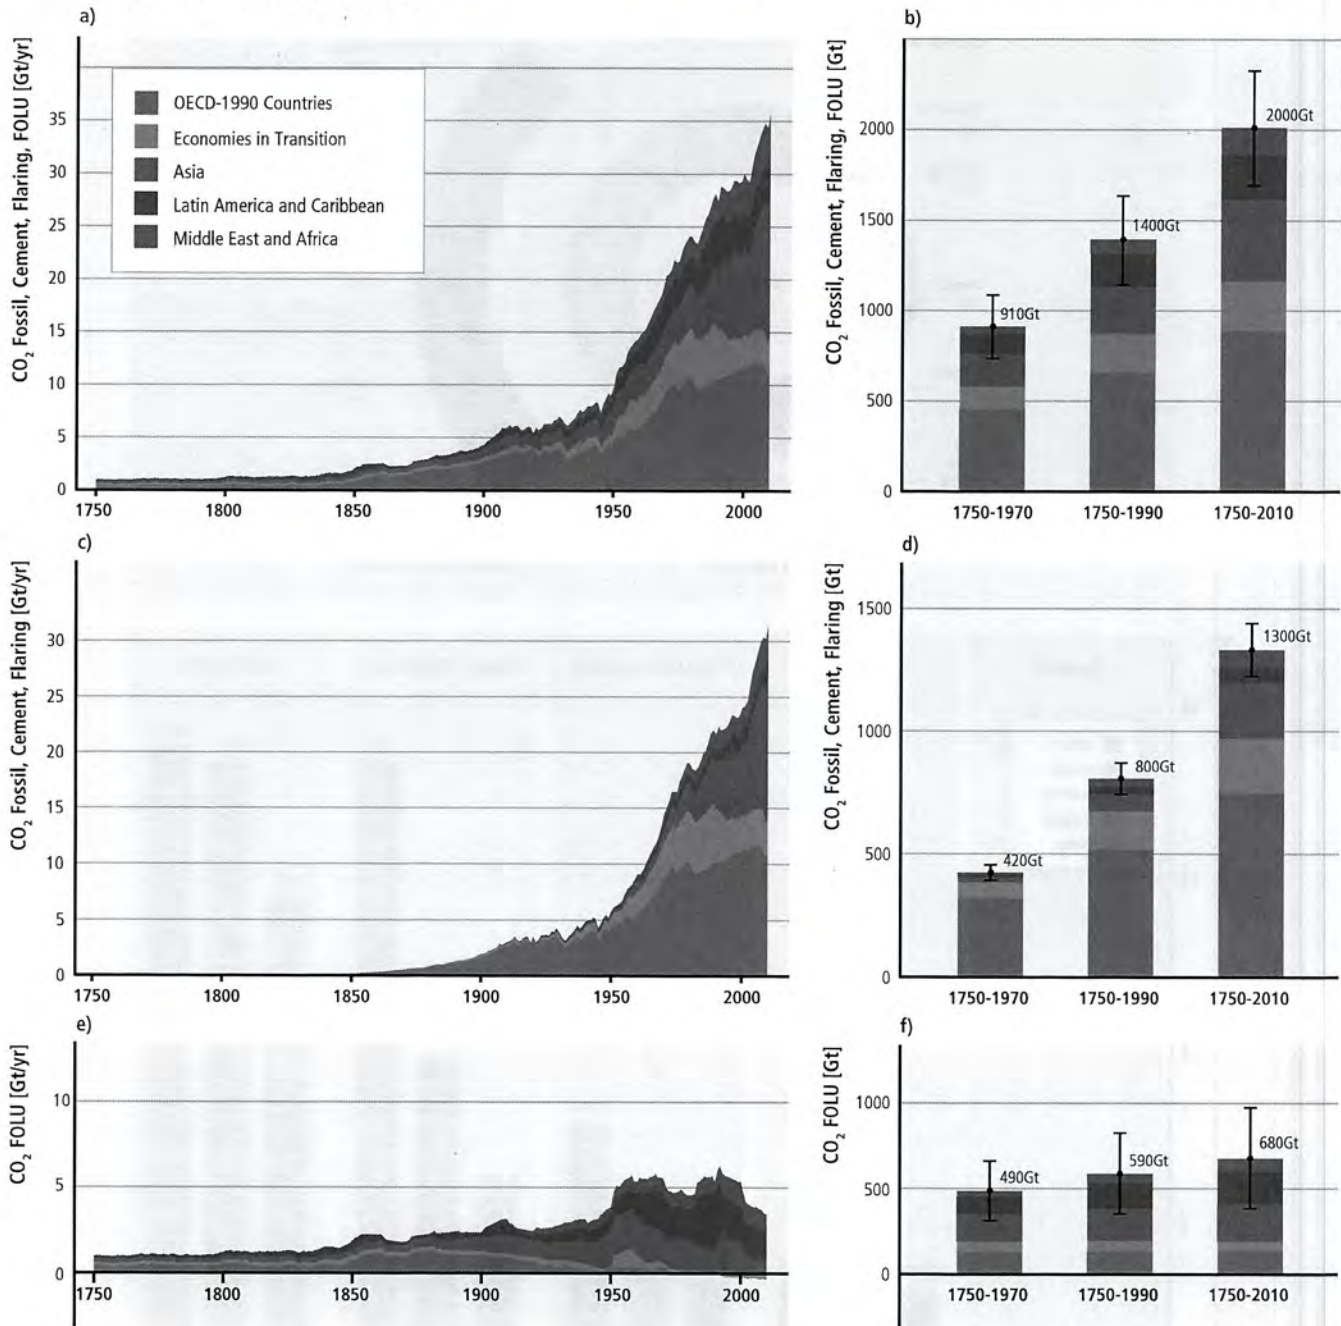 a)
CO₂ Fossil, Cement, Flaring, FOLU [Gt/yr]
35
30
25
20
15
10
5
0
OECD-1990 Countries
Economies in Transition
Asia
Latin America and Caribbean
Middle East and Africa
1750 1800 1850 1900 1950 2000
b)
CO₂ Fossil, Cement, Flaring, FOLU [Gt]
2000
1500
1000
500
0
910Gt
1400Gt
2000Gt
1750-1970 1750-1990 1750-2010
c)
CO₂ Fossil, Cement, Flaring [Gt/yr]
30
25
20
15
10
5
0
1750 1800 1850 1900 1950 2000
d)
CO₂ Fossil, Cement, Flaring [Gt]
1500
1000
500
0
420Gt
800Gt
1300Gt
1750-1970 1750-1990 1750-2010
e)
CO₂ FOLU [Gt/yr]
10
5
0
1750 1800 1850 1900 1950 2000
f)
CO₂ FOLU [Gt]
1000
500
0
490Gt
590Gt
680Gt
1750-1970 1750-1990 1750-2010